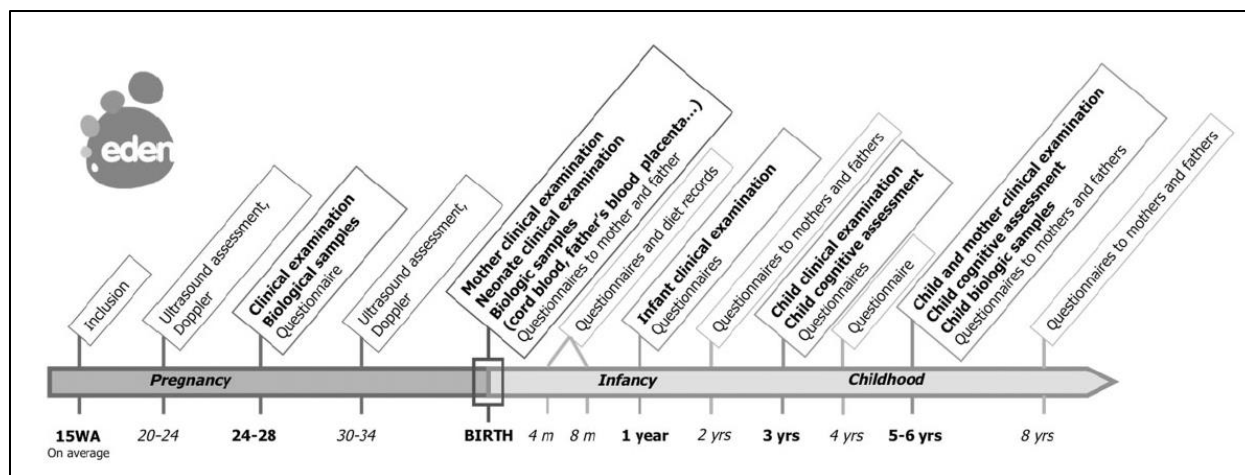 eden
Inclusion
Ultrasound assessment,
Doppler
Clinical examination
Biological samples
Questionnaire
Ultrasound assessment,
Doppler
Mother clinical examination
Neonate clinical examination
Biologic samples
(cord blood, father's blood, placenta...)
Questionnaires to mother and father
Questionnaires and diet records
Infant clinical examination
Questionnaires
Questionnaires to mothers and fathers
Child clinical examination
Child cognitive assessment
Questionnaires
Questionnaire
Child and mother clinical examination
Child cognitive assessment
Child biologic samples
Questionnaires to mothers and fathers
Questionnaires to mothers and fathers
Pregnancy Infancy Childhood
15WA 20-24 24-28 30-34 BIRTH 4 m 8 m 1 year 2 yrs 3 yrs 4 yrs 5-6 yrs 8 yrs
On average